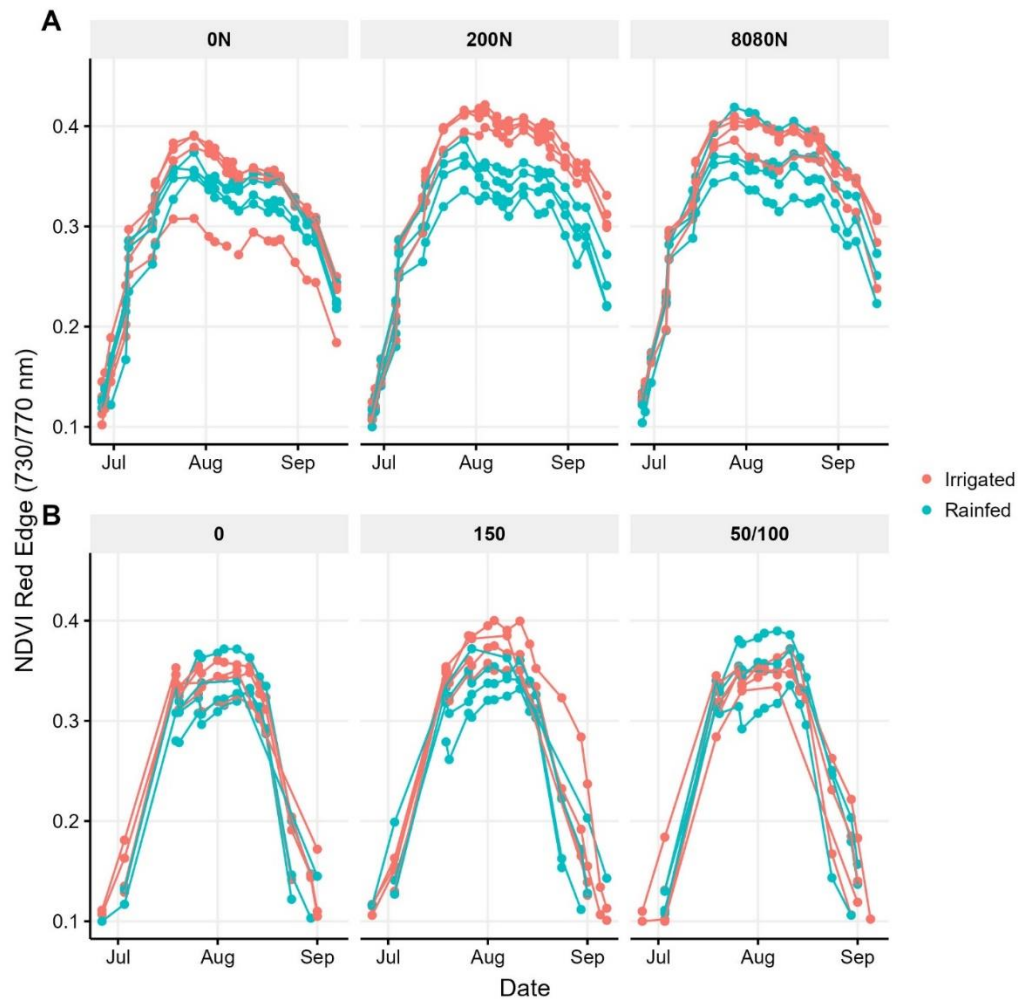 A
0N 200N 8080N
0.4
0.3
0.2
0.1
Jul Aug Sep Jul Aug Sep Jul Aug Sep
NDVI Red Edge (730/770 nm)
Irrigated
Rainfed
B
0 150 50/100
0.4
0.3
0.2
0.1
Jul Aug Sep Jul Aug Sep Jul Aug Sep
Date